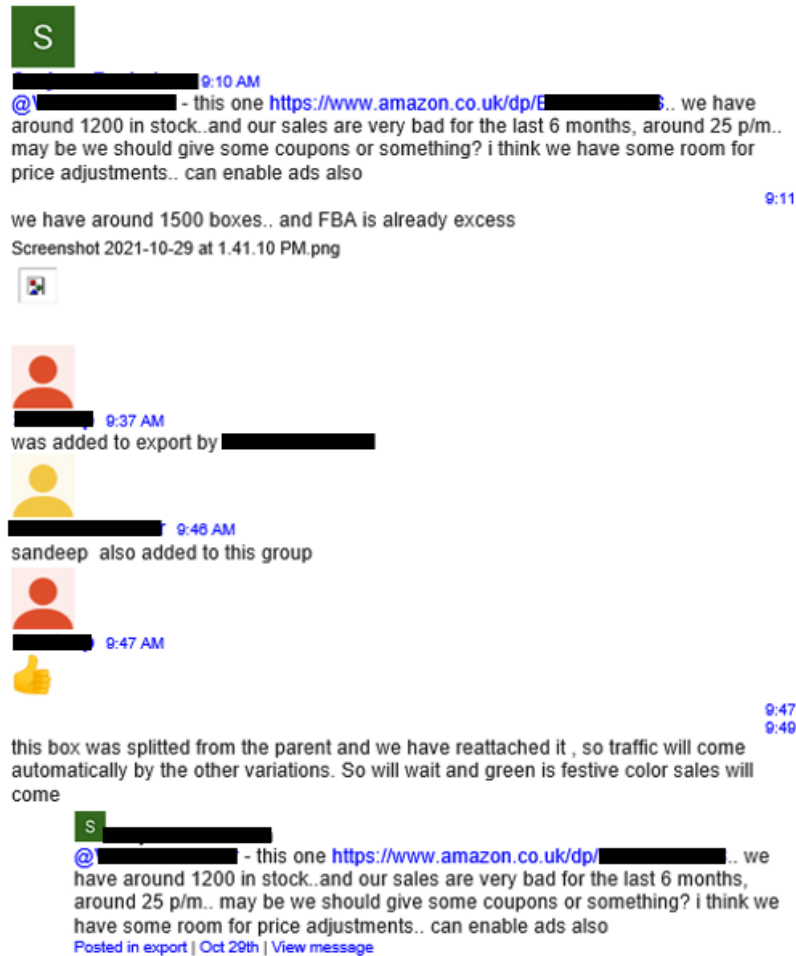 S
9:10 AM
@ - this one https://www.amazon.co.uk/dp/ .. we have
around 1200 in stock..and our sales are very bad for the last 6 months, around 25 p/m..
may be we should give some coupons or something? i think we have some room for
price adjustments.. can enable ads also
9:11
we have around 1500 boxes.. and FBA is already excess
Screenshot 2021-10-29 at 1.41.10 PM.png
9:37 AM
was added to export by
9:46 AM
sandeep also added to this group
9:47 AM
9:47
9:49
this box was splitted from the parent and we have reattached it , so traffic will come
automatically by the other variations. So will wait and green is festive color sales will
come
S
@ - this one https://www.amazon.co.uk/dp/ .. we
have around 1200 in stock..and our sales are very bad for the last 6 months,
around 25 p/m.. may be we should give some coupons or something? i think we
have some room for price adjustments.. can enable ads also
Posted in export | Oct 29th | View message